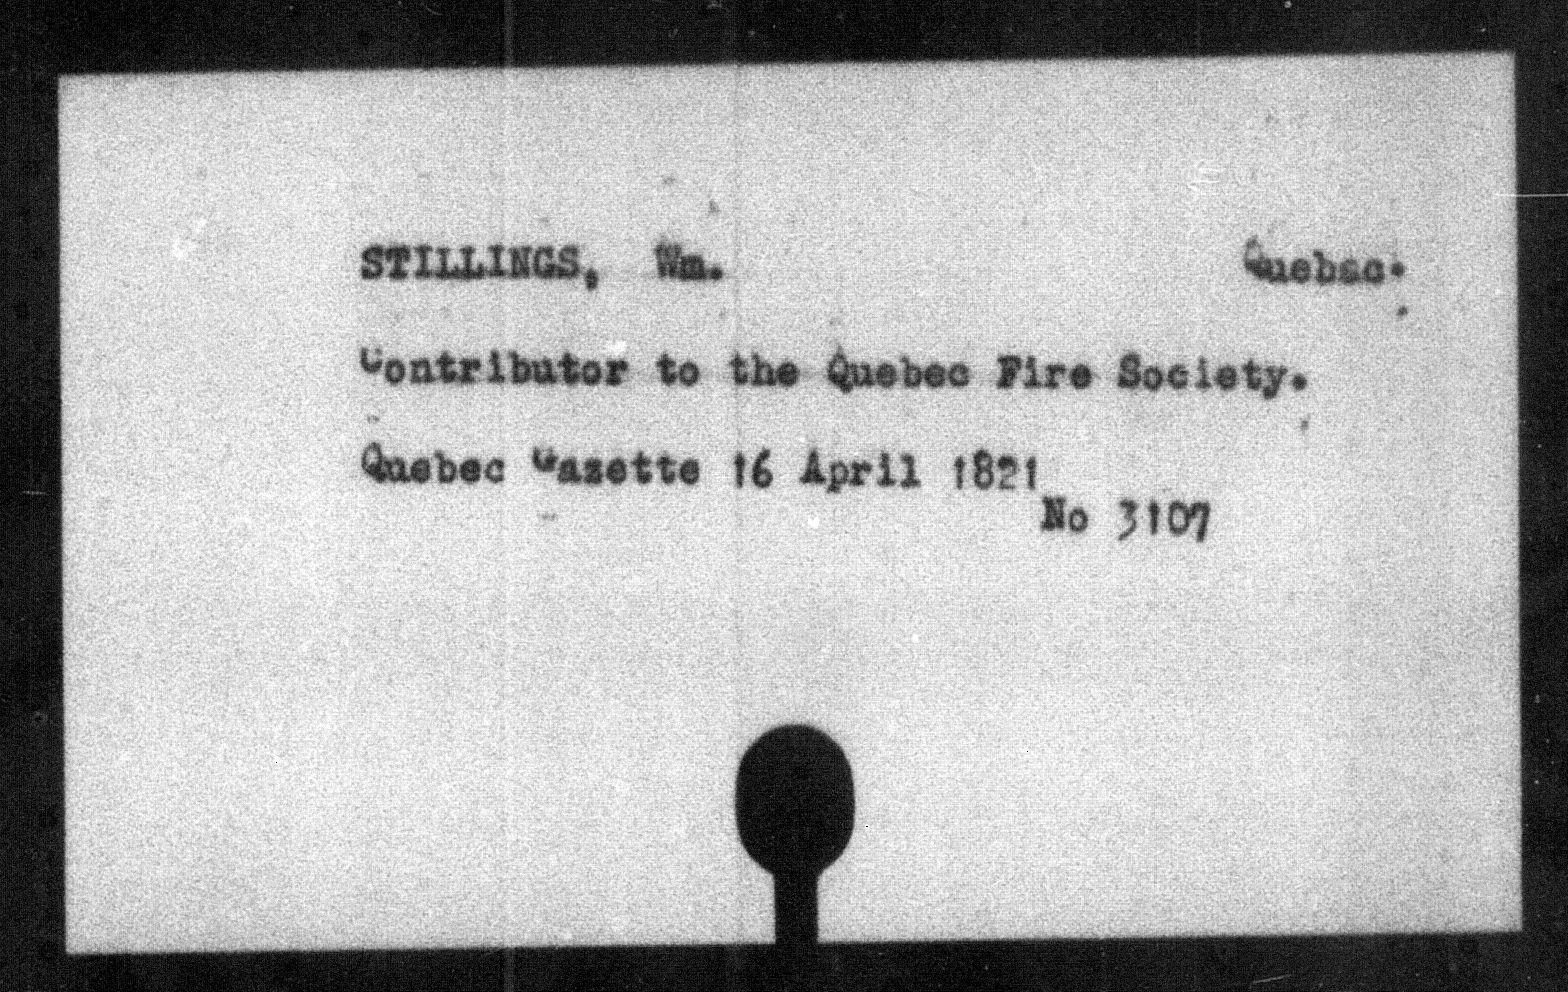 STILLINGS, Wm. Quebec.
Contributor to the Quebec Fire Society.
Quebec Gazette 16 April 1821
No 3107